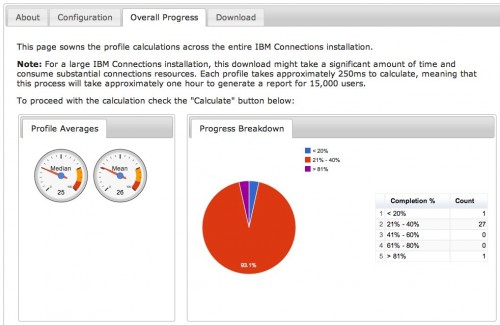 About Configuration Overall Progress Download
This page sowns the profile calculations across the entire IBM Connections installation.
Note: For a large IBM Connections installation, this download might take a significant amount of time and
consume substantial connections resources. Each profile takes approximately 250ms to calculate, meaning that
this process will take approximately one hour to generate a report for 15,000 users.
To proceed with the calculation check the "Calculate" button below:
Profile Averages
Median
25
Mean
26
Progress Breakdown
< 20%
21% - 40%
> 81%
93.1%
Completion % Count
1 < 20% 1
2 21% - 40% 27
3 41% - 60% 0
4 61% - 80% 0
5 > 81% 1